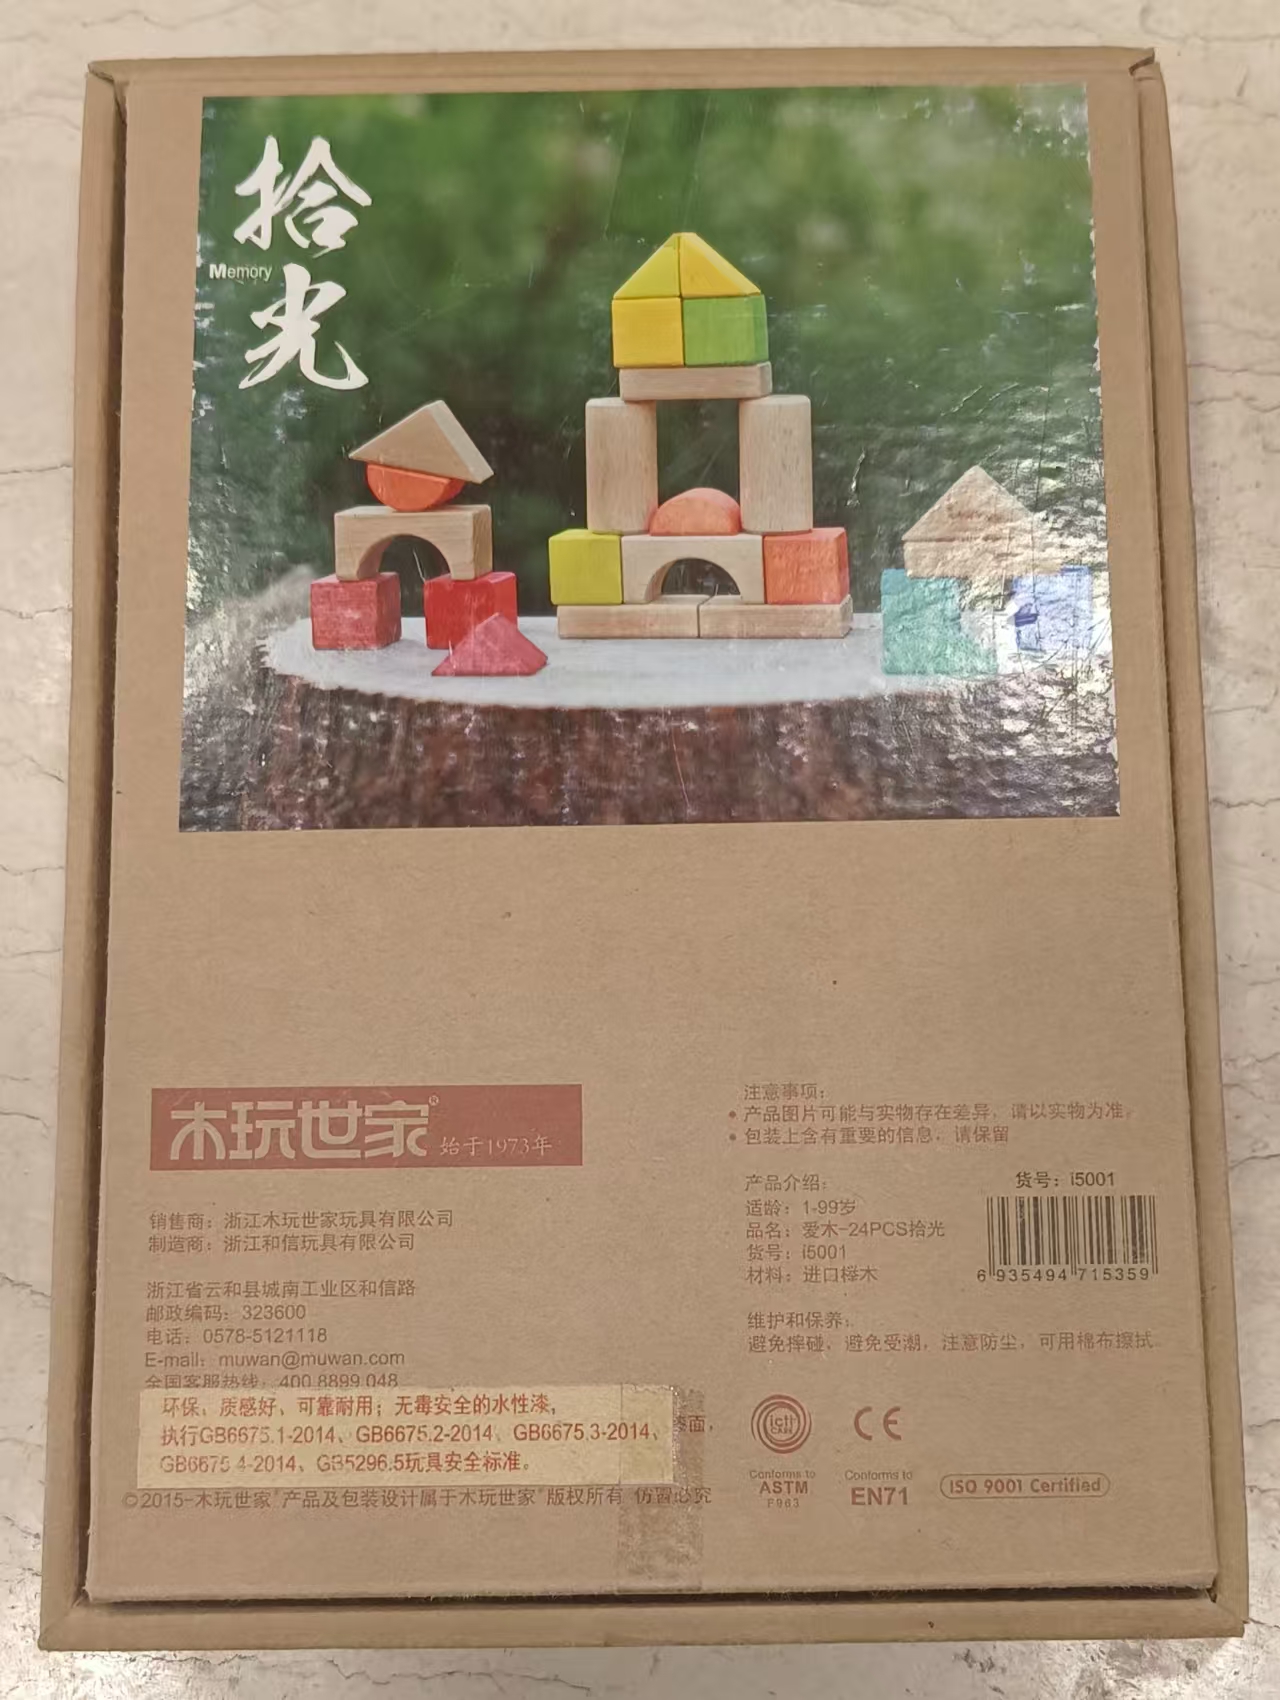 拾
Memory
光
木玩世家®
始于1973年
销售商：浙江木玩世家玩具有限公司
制造商：浙江和信玩具有限公司
浙江省云和县城南工业区和信路
邮政编码：323600
电话：0578-5121118
E-mail：muwan@muwan.com
全国客服热线：400 8899 048
环保、质感好、可靠耐用；无毒安全的水性漆，
执行GB6675.1-2014、GB6675.2-2014、GB6675.3-2014、
GB6675.4-2014、GB5296.5玩具安全标准。
面，
©2015-木玩世家®产品及包装设计属于木玩世家®版权所有 仿冒必究
注意事项：
• 产品图片可能与实物存在差异，请以实物为准。
• 包装上含有重要的信息，请保留
产品介绍：
适龄：1-99岁
品名：爱木-24PCS拾光
货号：i5001
材料：进口榉木
货号：i5001
6 935494 715359
维护和保养：
避免摔碰，避免受潮，注意防尘，可用棉布擦拭
icti
CARE
CE
Conforms to
ASTM
F963
Conforms to
EN71
ISO 9001 Certified